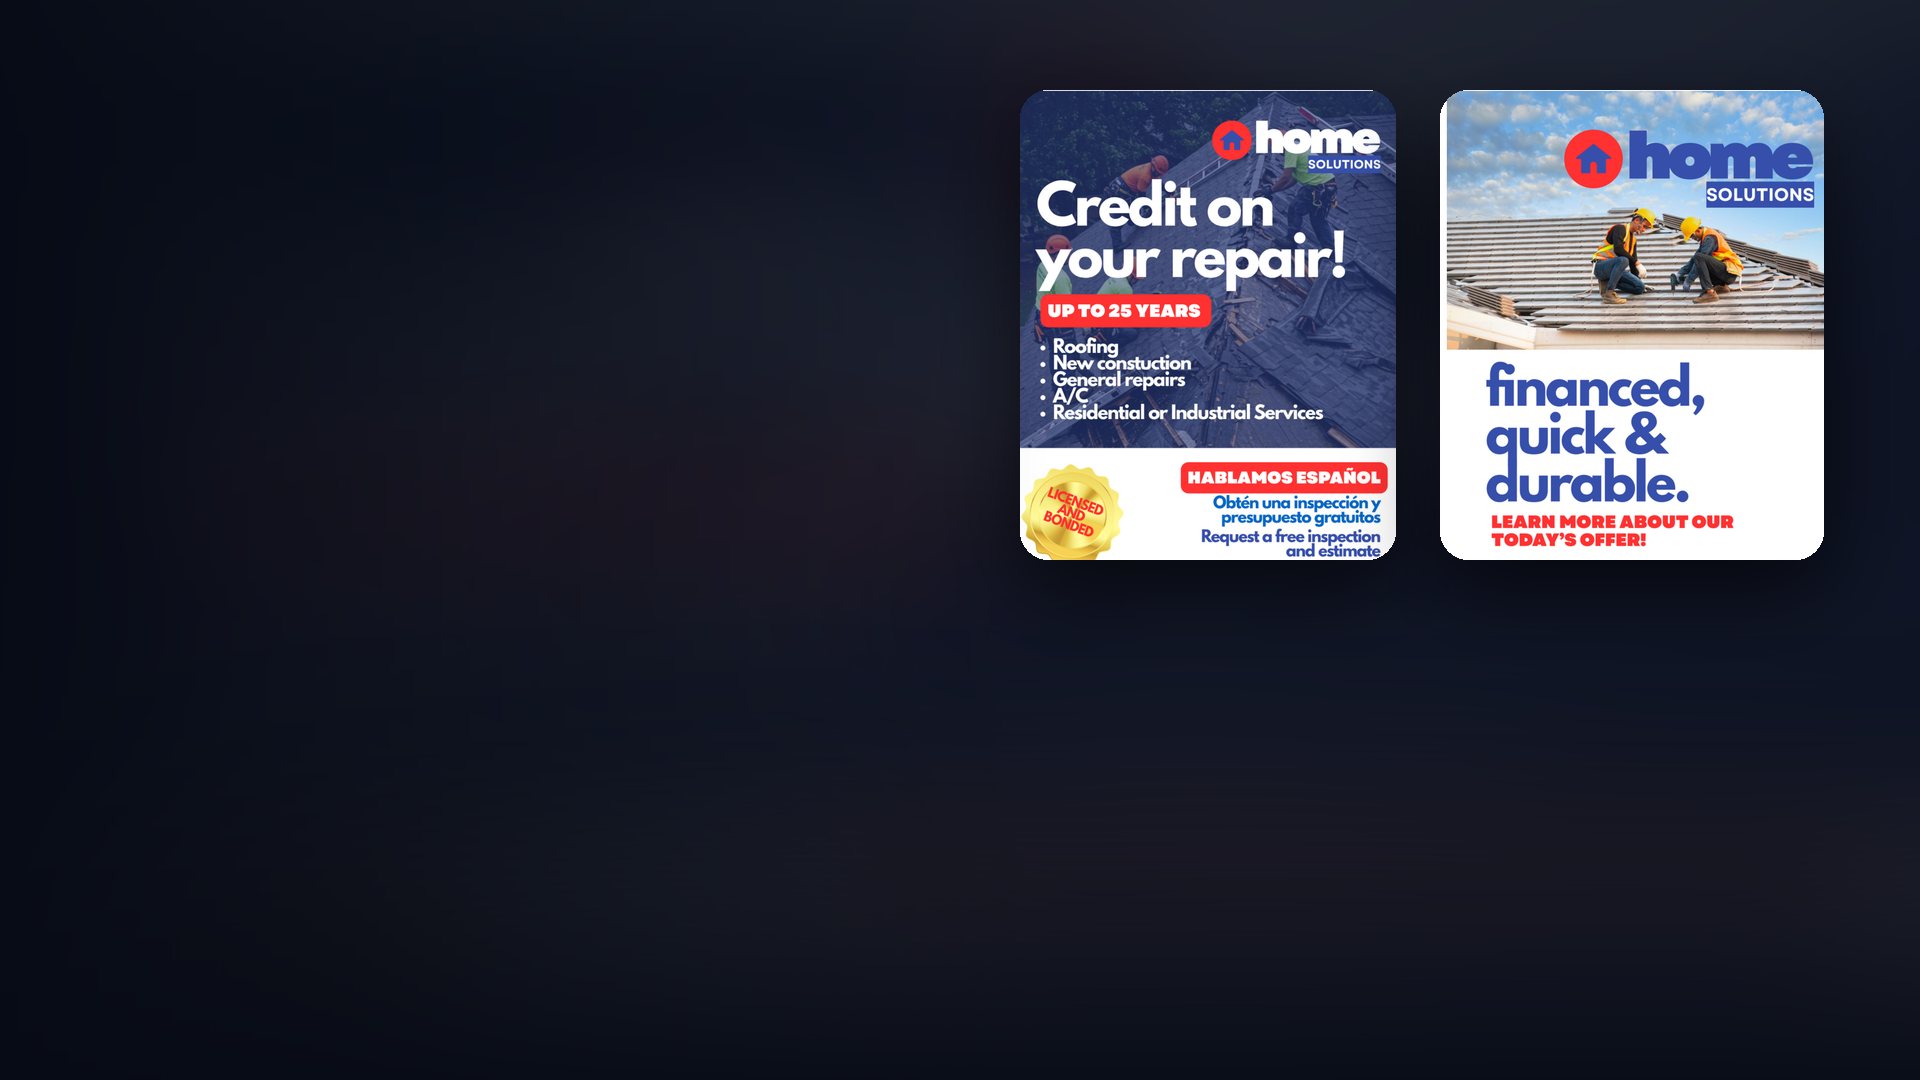 home
SOLUTIONS
Credit on
your repair!
UP TO 25 YEARS
• Roofing
• New constuction
• General repairs
• A/C
• Residential or Industrial Services
LICENSED
AND
BONDED
HABLAMOS ESPAÑOL
Obtén una inspección y
presupuesto gratuitos
Request a free inspection
and estimate
home
SOLUTIONS
financed,
quick &
durable.
LEARN MORE ABOUT OUR
TODAY'S OFFER!